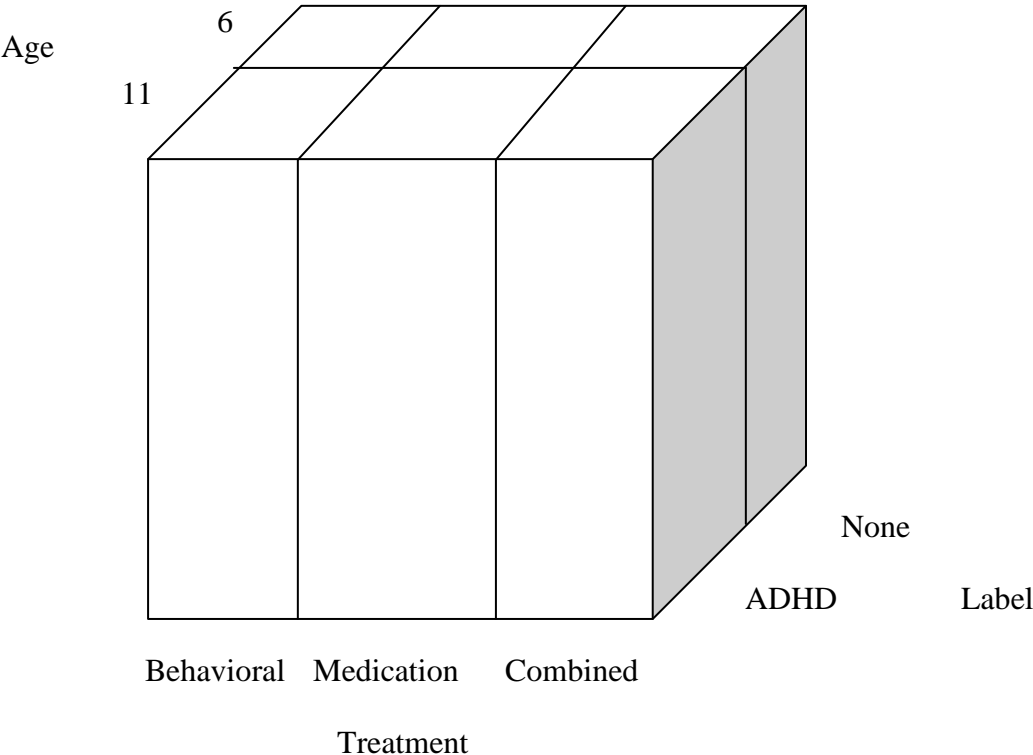 6
Age
11
None
ADHD Label
Behavioral Medication Combined
Treatment